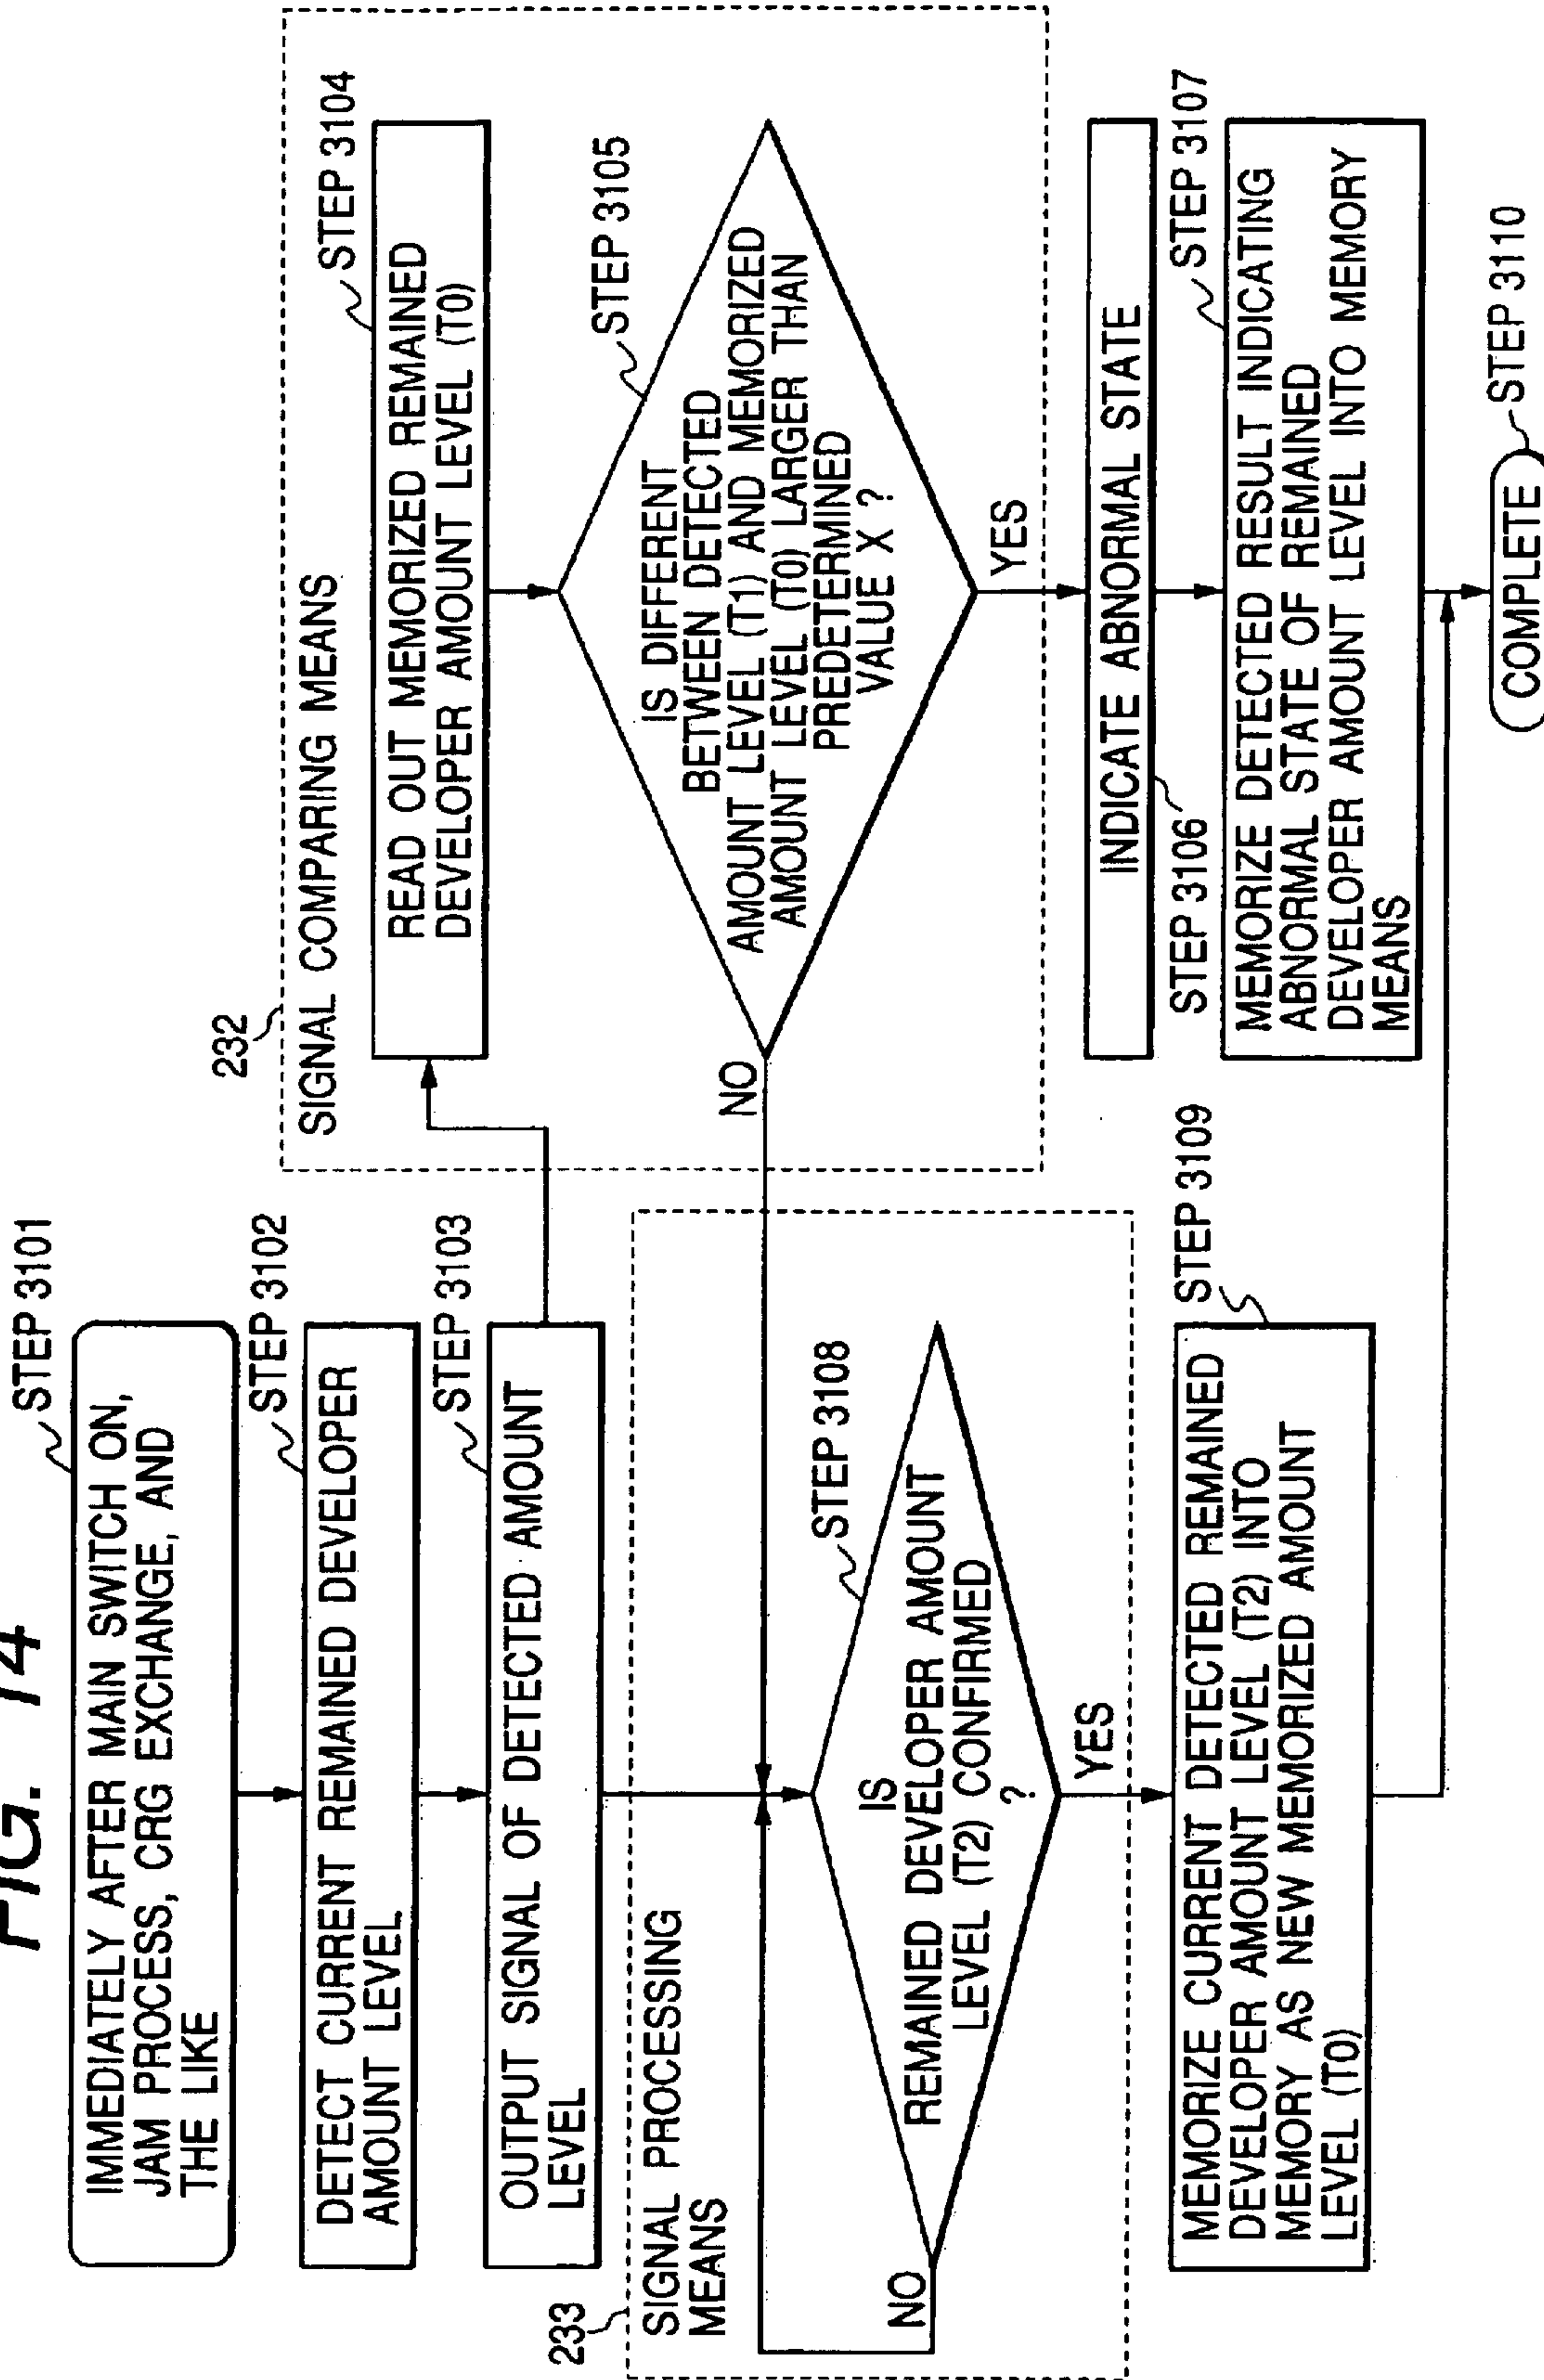 FIG. 14
STEP 3101
IMMEDIATELY AFTER MAIN SWITCH ON,
JAM PROCESS, CRG EXCHANGE, AND
THE LIKE
STEP 3102
DETECT CURRENT REMAINED DEVELOPER
AMOUNT LEVEL
STEP 3103
OUTPUT SIGNAL OF DETECTED AMOUNT
LEVEL
233
SIGNAL PROCESSING
MEANS
STEP 3108
IS
REMAINED DEVELOPER AMOUNT
LEVEL (T2) CONFIRMED
?
NO
YES
STEP 3109
MEMORIZE CURRENT DETECTED REMAINED
DEVELOPER AMOUNT LEVEL (T2) INTO
MEMORY AS NEW MEMORIZED AMOUNT
LEVEL (T0)
232
SIGNAL COMPARING MEANS
STEP 3104
READ OUT MEMORIZED REMAINED
DEVELOPER AMOUNT LEVEL (T0)
STEP 3105
IS DIFFERENT
BETWEEN DETECTED
AMOUNT LEVEL (T1) AND MEMORIZED
AMOUNT LEVEL (T0) LARGER THAN
PREDETERMINED
VALUE X ?
NO
YES
INDICATE ABNORMAL STATE
STEP 3106
STEP 3107
MEMORIZE DETECTED RESULT INDICATING
ABNORMAL STATE OF REMAINED
DEVELOPER AMOUNT LEVEL INTO MEMORY
MEANS
COMPLETE
STEP 3110